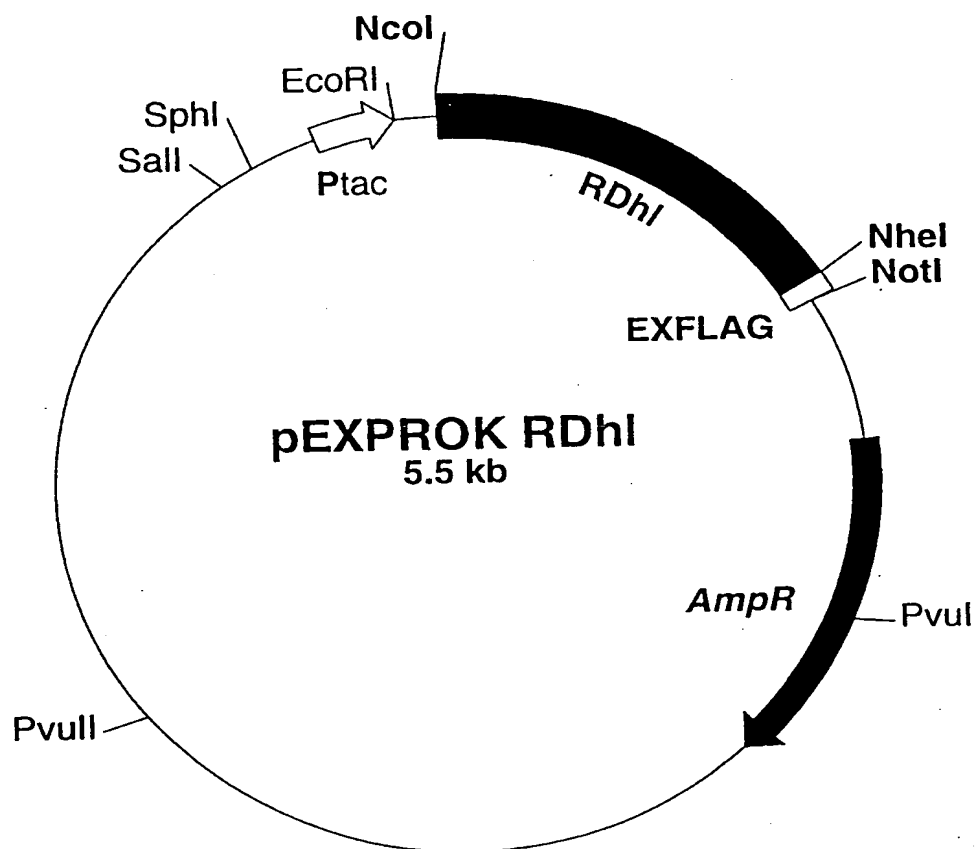 NcoI
EcoRI
SphI
SalI
Ptac
RDhI
NheI
NotI
EXFLAG
pEXPROK RDhI
5.5 kb
AmpR
PvuI
PvuII